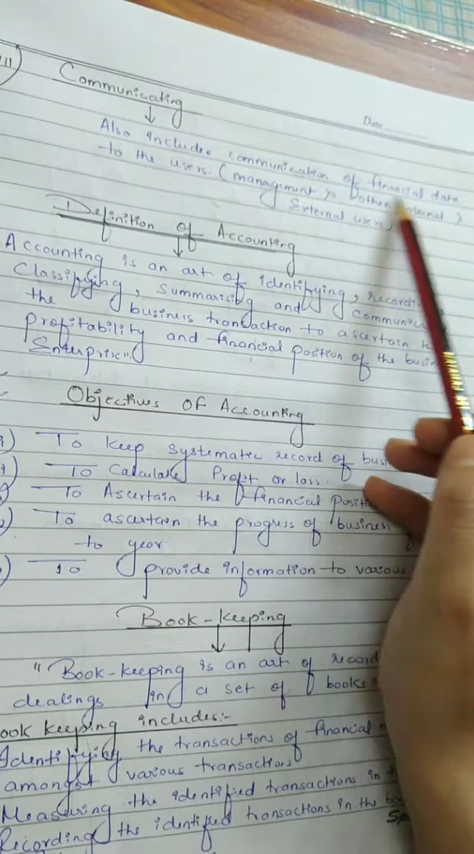 Communicating
Date
Also includes communication of financial data
to the users. (management & other internal &
External users)
Definition of Accounting
Accounting is an art of identifying, recordi
Classifying, summarising and communica
the business transaction to ascertain
profitability and financial position of the busi
Enterprise"
Objectives OF Accounting
To keep systematic record of busi
To Calculate Profit or loss.
To Ascertain the financial positi
To ascertain the progress of business
to year
To provide information to various
Book-keeping
"Book-keeping is an art of record
dealings in a set of books
ook keeping includes:-
Identifying the transactions of financial n
amongst various transactions
Measuring the identified transactions in
Recording the identified transactions in the bo